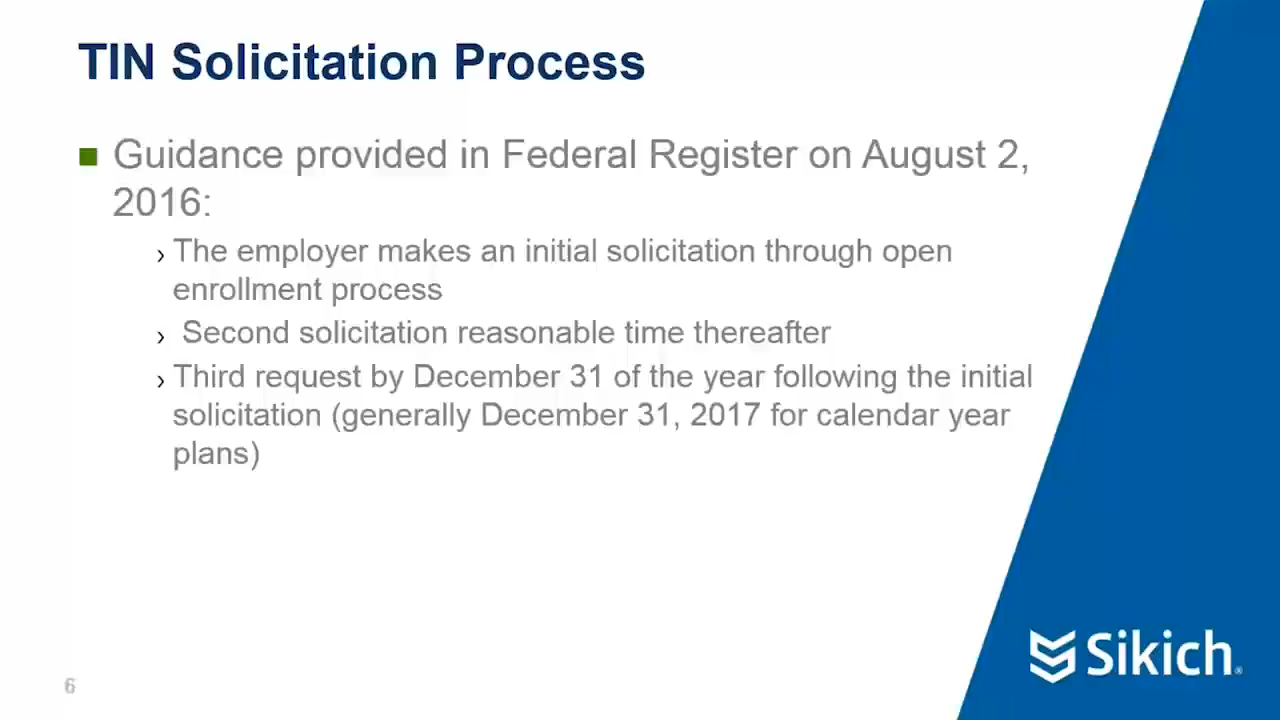 TIN Solicitation Process
■ Guidance provided in Federal Register on August 2,
2016:
› The employer makes an initial solicitation through open
enrollment process
› Second solicitation reasonable time thereafter
› Third request by December 31 of the year following the initial
solicitation (generally December 31, 2017 for calendar year
plans)
Sikich®
6